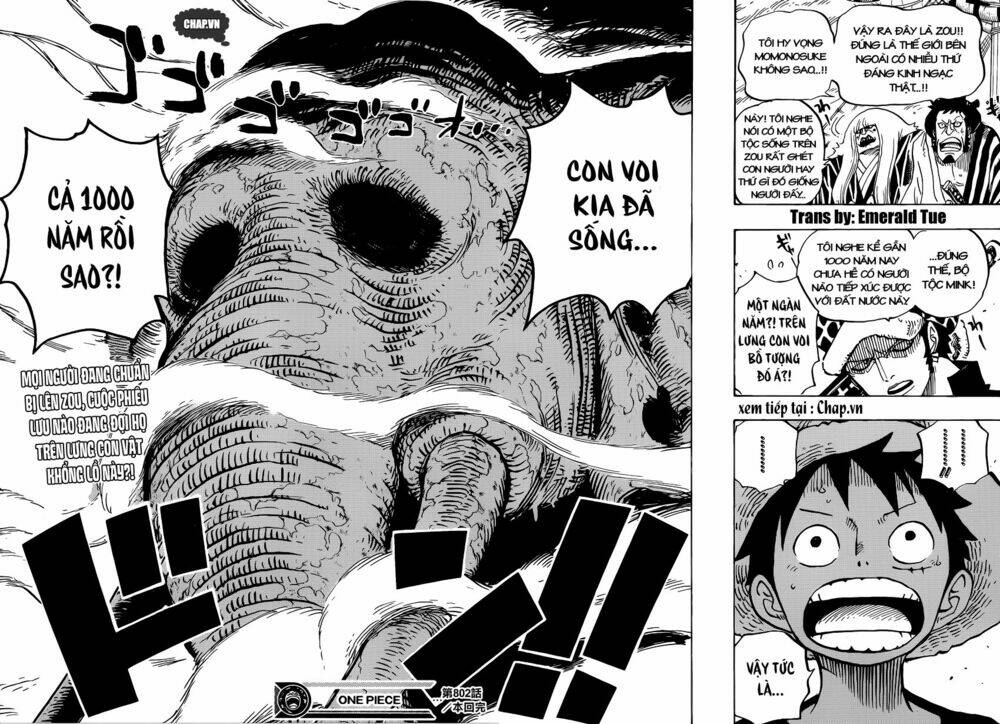 VẬY RA ĐÂY LÀ ZOU!!
ĐÚNG LÀ THẾ GIỚI BÊN
NGOÀI CÓ NHIỀU THỨ
ĐÁNG KINH NGẠC
THẬT...!!
TÔI HY VỌNG
MOMONOSUKE
KHÔNG SAO...!!
NÀY! TÔI NGHE
NÓI CÓ MỘT BỘ
TỘC SỐNG TRÊN
ZOU RẤT GHÉT
CON NGƯỜI HAY
THỨ GÌ ĐÓ GIỐNG
NGƯỜI ĐẤY...
Trans by: Emerald Tue
...ĐÚNG
THẾ, BỘ
TỘC MINK!
TÔI NGHE KỂ GẦN
1000 NĂM NAY
CHƯA HỀ CÓ NGƯỜI
NÀO TIẾP XÚC ĐƯỢC
VỚI ĐẤT NƯỚC NÀY
MỘT NGÀN
NĂM?! TRÊN
LƯNG CON VOI
BỐ TƯỚNG
ĐÓ Á?!
xem tiếp tại : Chap.vn
VẬY TỨC
LÀ...
CHAP.VN
ゴゴゴゴゴオ...
CON VOI
KIA ĐÃ
SỐNG...
CẢ 1000
NĂM RỒI
SAO?!
MỌI NGƯỜI ĐANG CHUẨN
BỊ LÊN ZOU, CUỘC PHIÊU
LƯU NÀO ĐANG ĐỢI HỌ
TRÊN LƯNG CON VẬT
KHỔNG LỒ NÀY?!
ドドン!!
ONE PIECE
...第802話
／本回完